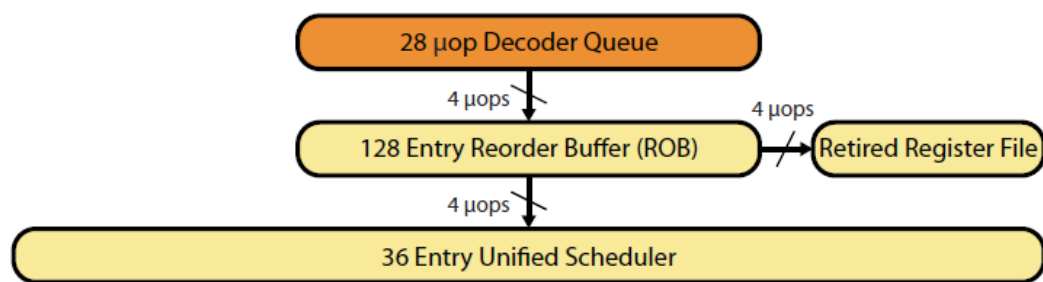 28 μop Decoder Queue
4 μops
4 μops
128 Entry Reorder Buffer (ROB)
Retired Register File
4 μops
36 Entry Unified Scheduler